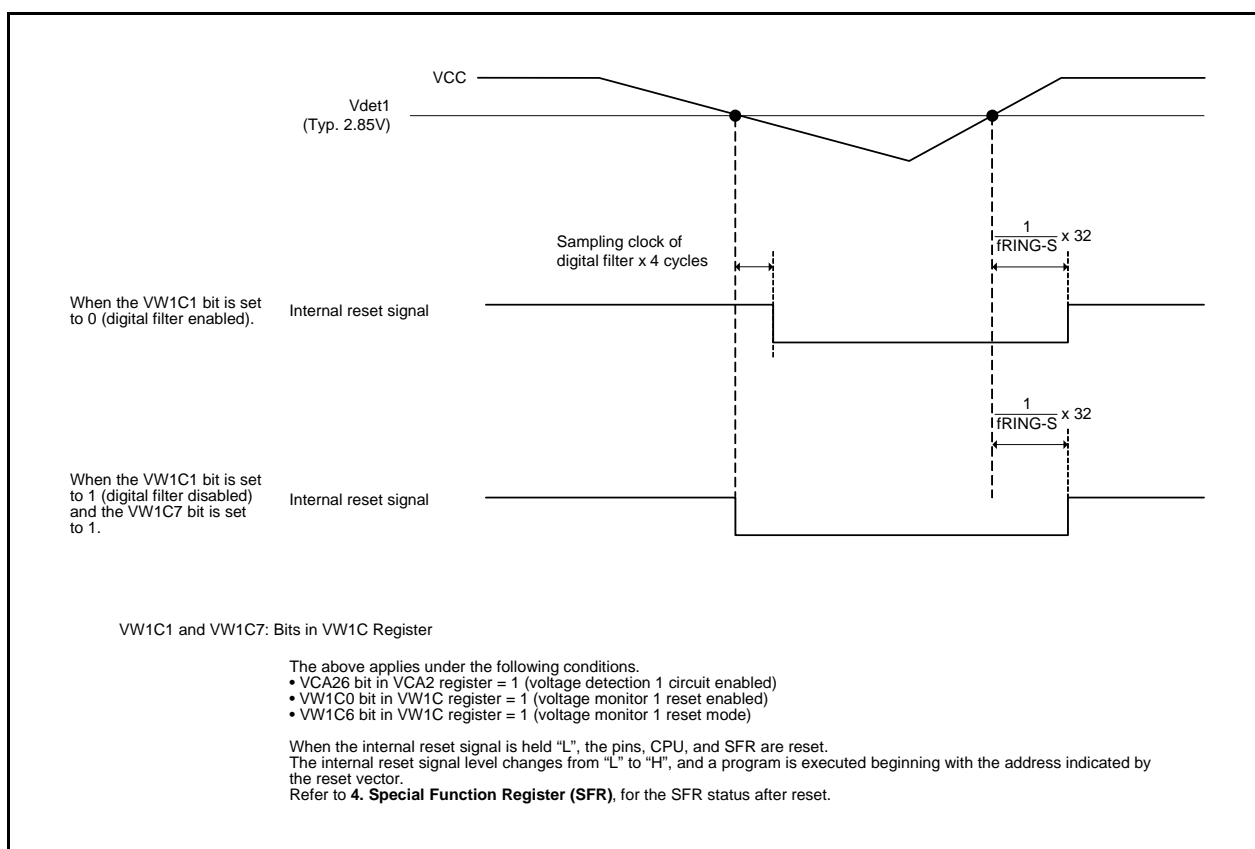 VCC
Vdet1
(Typ. 2.85V)
Sampling clock of
digital filter x 4 cycles
1
fRING-S
x 32
When the VW1C1 bit is set
to 0 (digital filter enabled).
Internal reset signal
1
fRING-S
x 32
When the VW1C1 bit is set
to 1 (digital filter disabled)
and the VW1C7 bit is set
to 1.
Internal reset signal
VW1C1 and VW1C7: Bits in VW1C Register
The above applies under the following conditions.
• VCA26 bit in VCA2 register = 1 (voltage detection 1 circuit enabled)
• VW1C0 bit in VW1C register = 1 (voltage monitor 1 reset enabled)
• VW1C6 bit in VW1C register = 1 (voltage monitor 1 reset mode)
When the internal reset signal is held “L”, the pins, CPU, and SFR are reset.
The internal reset signal level changes from “L” to “H”, and a program is executed beginning with the address indicated by
the reset vector.
Refer to 4. Special Function Register (SFR), for the SFR status after reset.